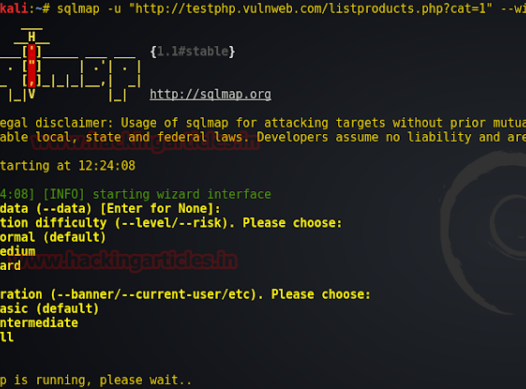 kali:~# sqlmap -u "http://testphp.vulnweb.com/listproducts.php?cat=1" --wi
{1.1#stable}
http://sqlmap.org
egal disclaimer: Usage of sqlmap for attacking targets without prior mutua
able local, state and federal laws. Developers assume no liability and are
www.hackingarticles.in
tarting at 12:24:08
4:08] [INFO] starting wizard interface
data (--data) [Enter for None]:
tion difficulty (--level/--risk). Please choose:
ormal (default)
edium
ard
www.hackingarticles.in
ration (--banner/--current-user/etc). Please choose:
asic (default)
ntermediate
ll
p is running, please wait..